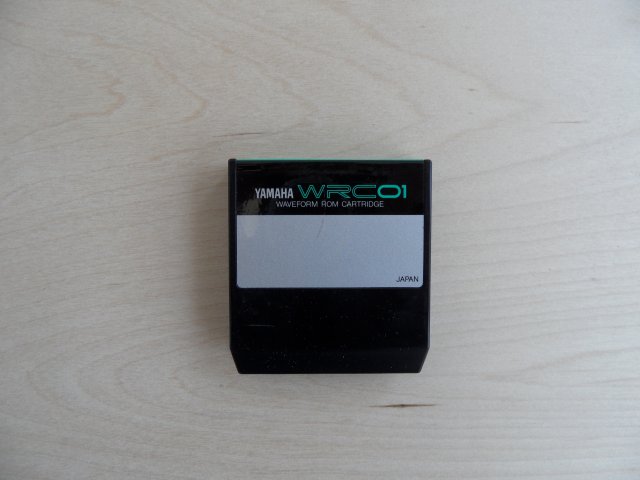 YAMAHA WRC01
WAVEFORM ROM CARTRIDGE
JAPAN